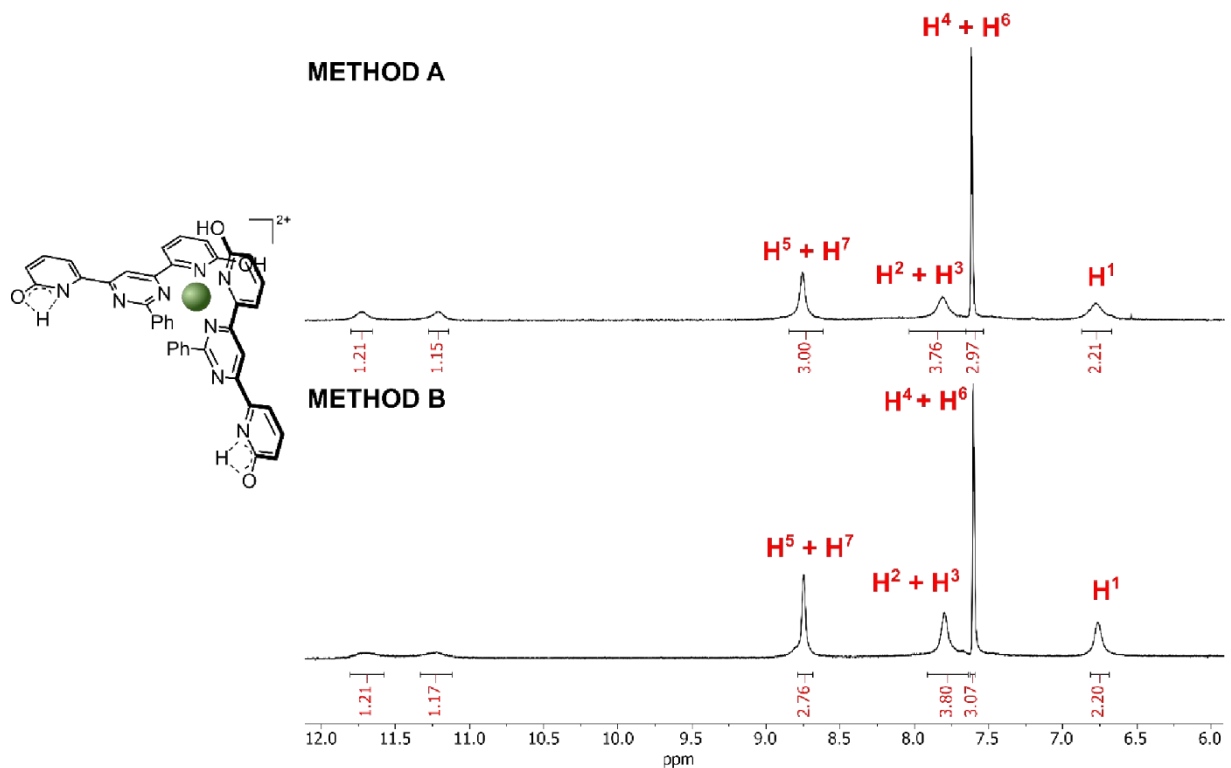 METHOD A
H⁴ + H⁶
H⁵ + H⁷
H² + H³
H¹
1.21
1.15
3.00
3.76
2.97
2.21
2+
HO
OH
N
N
O
N
N
H
Ph
N
Ph
N
N
H
O
METHOD B
H⁴ + H⁶
H⁵ + H⁷
H² + H³
H¹
1.21
1.17
2.76
3.80
3.07
2.20
12.0 11.5 11.0 10.5 10.0 9.5 9.0 8.5 8.0 7.5 7.0 6.5 6.0
ppm